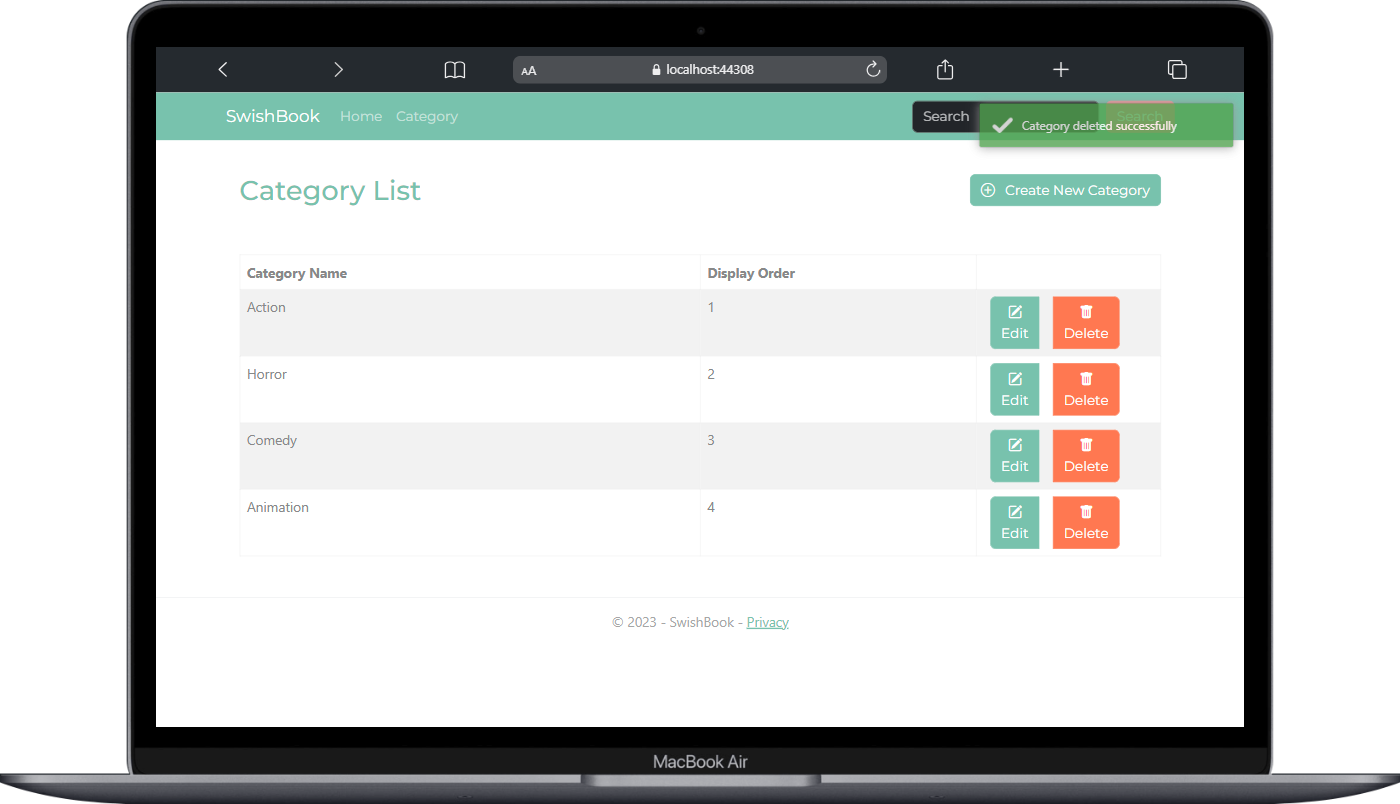 AA localhost:44308
SwishBook Home Category Search Search
Category deleted successfully
Category List
Create New Category
Category Name Display Order
Action 1 Edit Delete
Horror 2 Edit Delete
Comedy 3 Edit Delete
Animation 4 Edit Delete
© 2023 - SwishBook - Privacy
MacBook Air